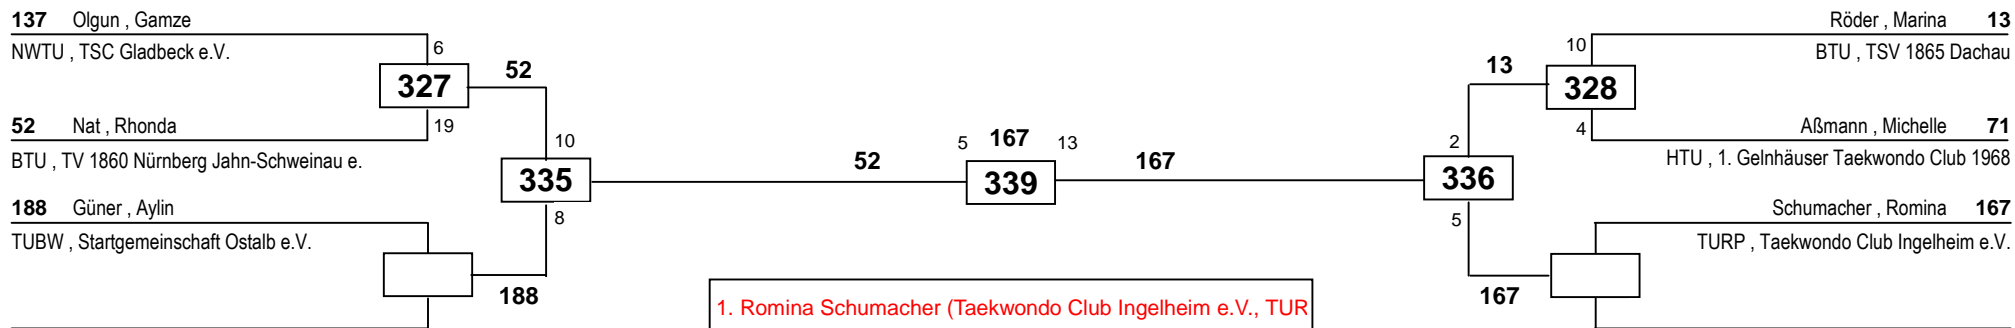 137 Olgun , Gamze
NWTU , TSC Gladbeck e.V.
6
327
52
19
52 Nat , Rhonda
BTU , TV 1860 Nürnberg Jahn-Schweinau e.
10
335
52
8
188 Güner , Aylin
TUBW , Startgemeinschaft Ostalb e.V.
188
5 167 13
339
167
1. Romina Schumacher (Taekwondo Club Ingelheim e.V., TUR
Röder , Marina 13
BTU , TSV 1865 Dachau
10
13
328
4
Aßmann , Michelle 71
HTU , 1. Gelnhäuser Taekwondo Club 1968
2
336
5
Schumacher , Romina 167
TURP , Taekwondo Club Ingelheim e.V.
167